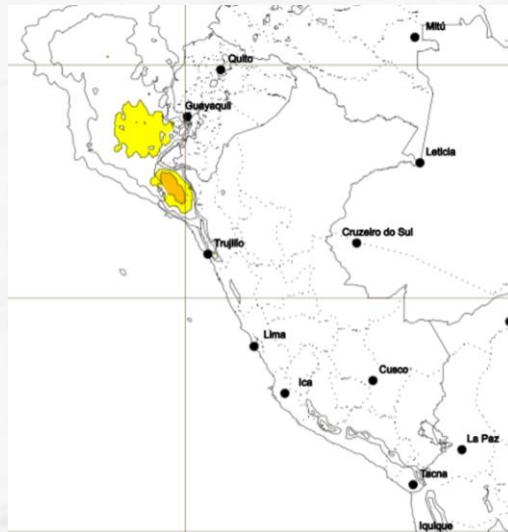 Mitú
Quito
Guayaquil
Leticia
Cruzeiro do Sul
Trujillo
Lima
Cusco
Ica
La Paz
Tacna
Iquique